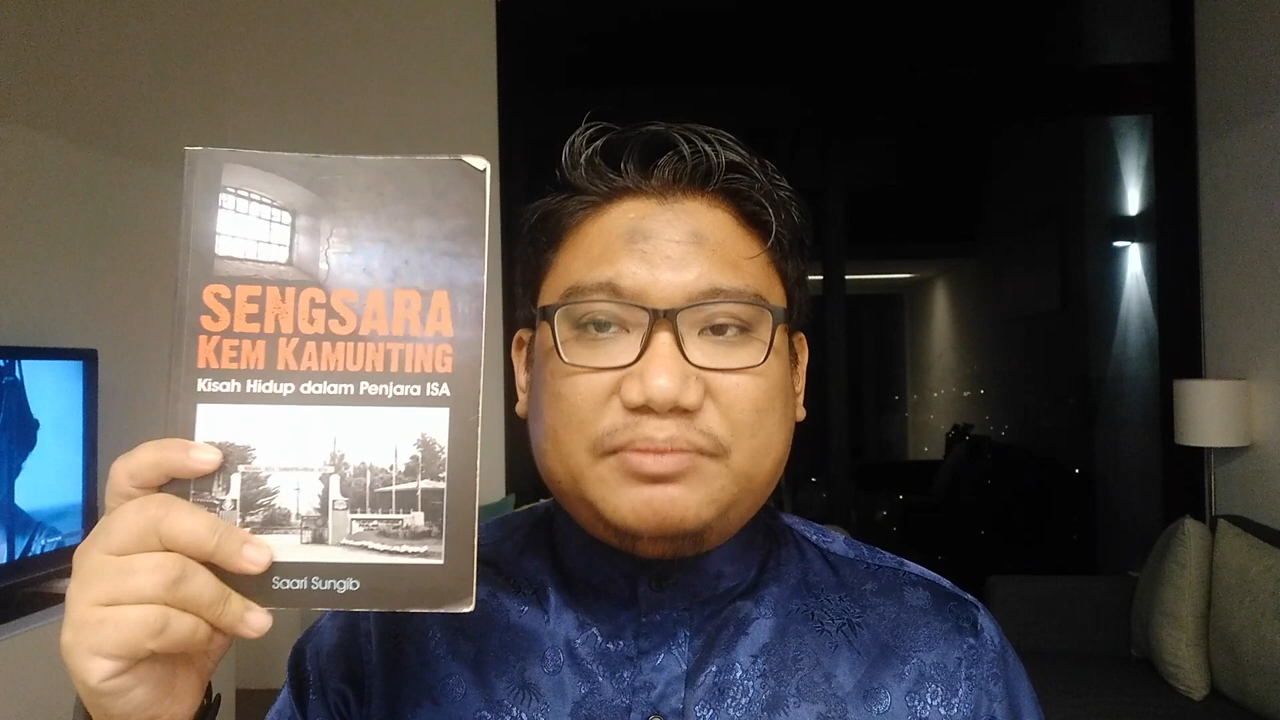 SENGSARA
KEM KAMUNTING
Kisah Hidup dalam Penjara ISA
Saari Sungib